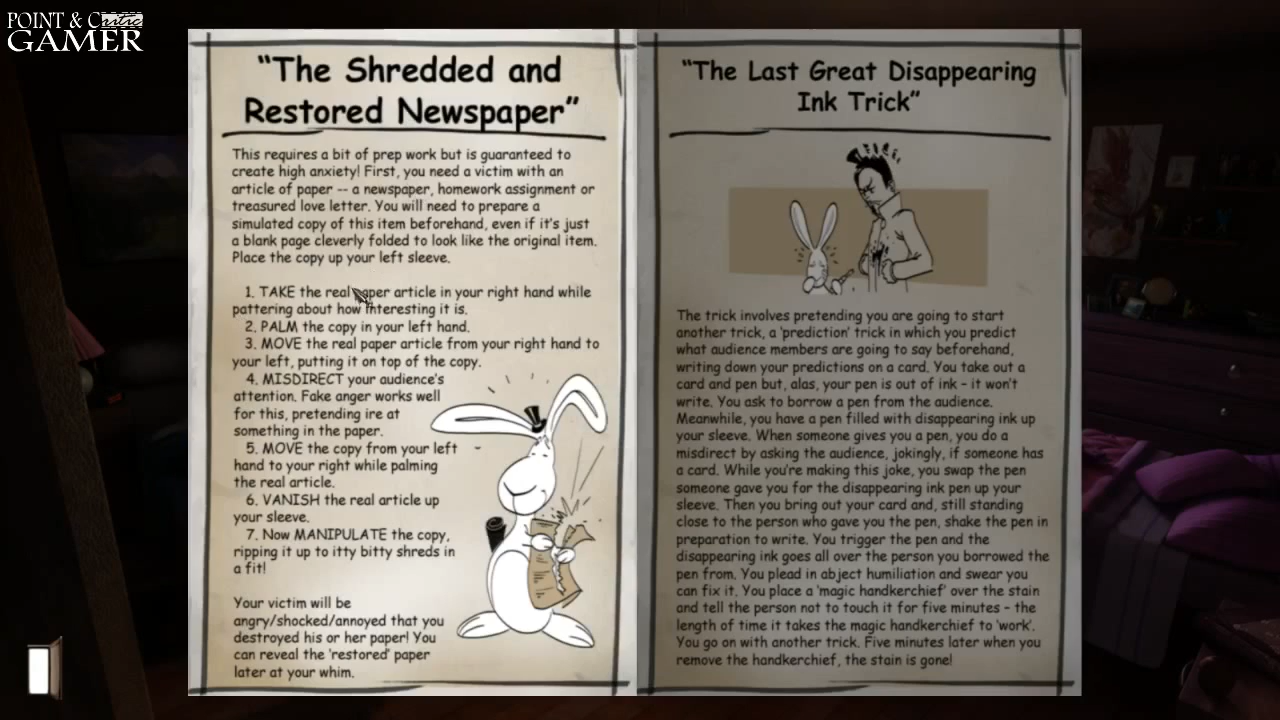 POINT & Critic
GAMER
“The Shredded and
Restored Newspaper”
This requires a bit of prep work but is guaranteed to
create high anxiety! First, you need a victim with an
article of paper -- a newspaper, homework assignment or
treasured love letter. You will need to prepare a
simulated copy of this item beforehand, even if it's just
a blank page cleverly folded to look like the original item.
Place the copy up your left sleeve.
1. TAKE the real paper article in your right hand while
pattering about how interesting it is.
2. PALM the copy in your left hand.
3. MOVE the real paper article from your right hand to
your left, putting it on top of the copy.
4. MISDIRECT your audience's
attention. Fake anger works well
for this, pretending ire at
something in the paper.
5. MOVE the copy from your left
hand to your right while palming
the real article.
6. VANISH the real article up
your sleeve.
7. Now MANIPULATE the copy,
ripping it up to itty bitty shreds in
a fit!
Your victim will be
angry/shocked/annoyed that you
destroyed his or her paper! You
can reveal the 'restored' paper
later at your whim.
“The Last Great Disappearing
Ink Trick”
The trick involves pretending you are going to start
another trick, a 'prediction' trick in which you predict
what audience members are going to say beforehand,
writing down your predictions on a card. You take out a
card and pen but, alas, your pen is out of ink – it won't
write. You ask to borrow a pen from the audience.
Meanwhile, you have a pen filled with disappearing ink up
your sleeve. When someone gives you a pen, you do a
misdirect by asking the audience, jokingly, if someone has
a card. While you're making this joke, you swap the pen
someone gave you for the disappearing ink pen up your
sleeve. Then you bring out your card and, still standing
close to the person who gave you the pen, shake the pen in
preparation to write. You trigger the pen and the
disappearing ink goes all over the person you borrowed the
pen from. You plead in abject humiliation and swear you
can fix it. You place a 'magic handkerchief' over the stain
and tell the person not to touch it for five minutes – the
length of time it takes the magic handkerchief to 'work'.
You go on with another trick. Five minutes later when you
remove the handkerchief, the stain is gone!